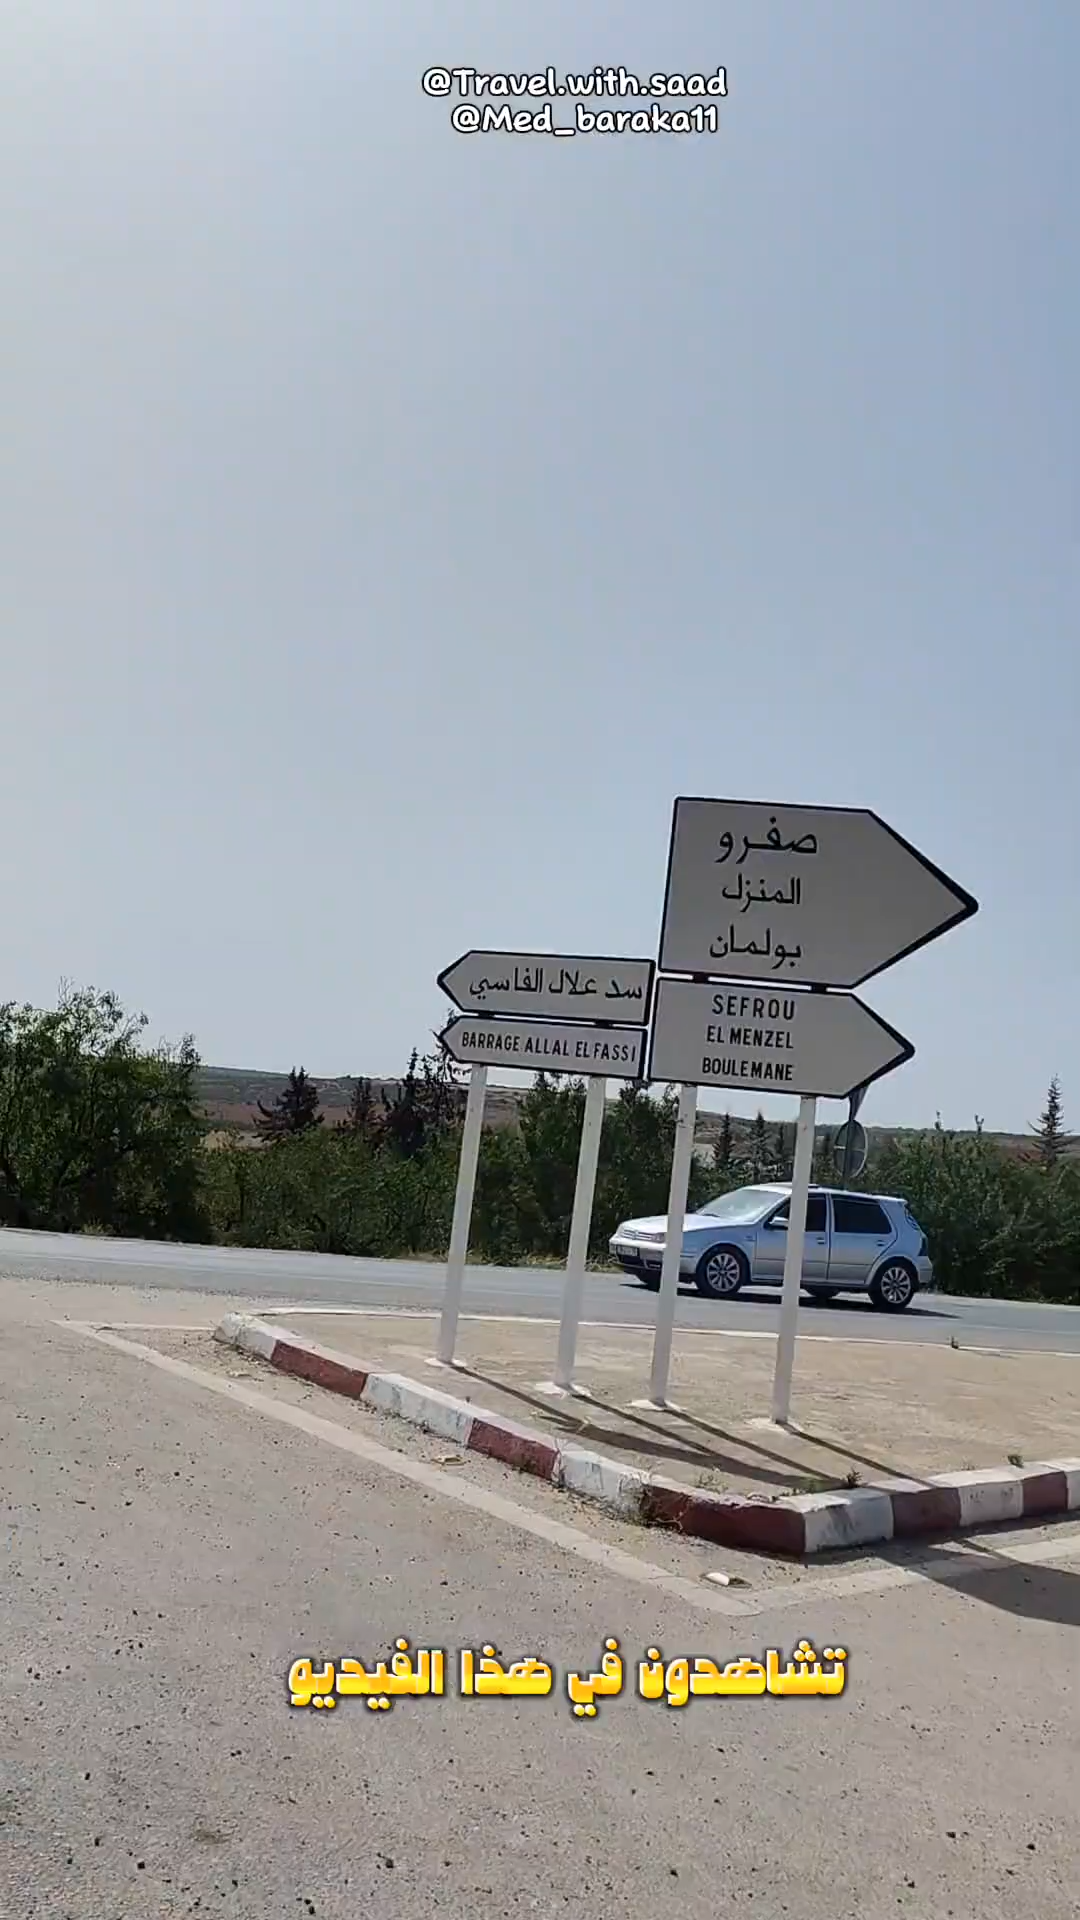 @Travel.with.saad
@Med_baraka11
صفرو
المنزل
بولمان
SEFROU
EL MENZEL
BOULEMANE
سد علال الفاسي
BARRAGE ALLAL EL FASSI
تشاهدون في هذا الفيديو